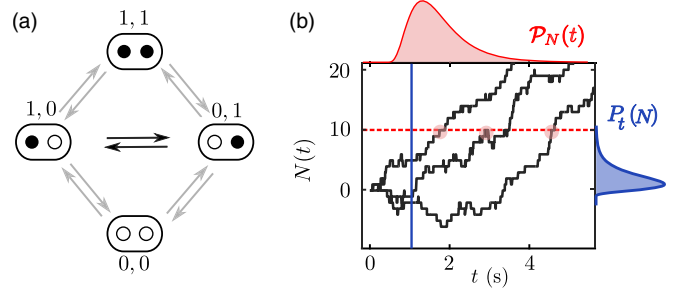 (a)
1, 1
1, 0
0, 1
0, 0
(b)
𝒫_N(t)
20
10
0
N(t)
P_t(N)
0
2
4
t (s)